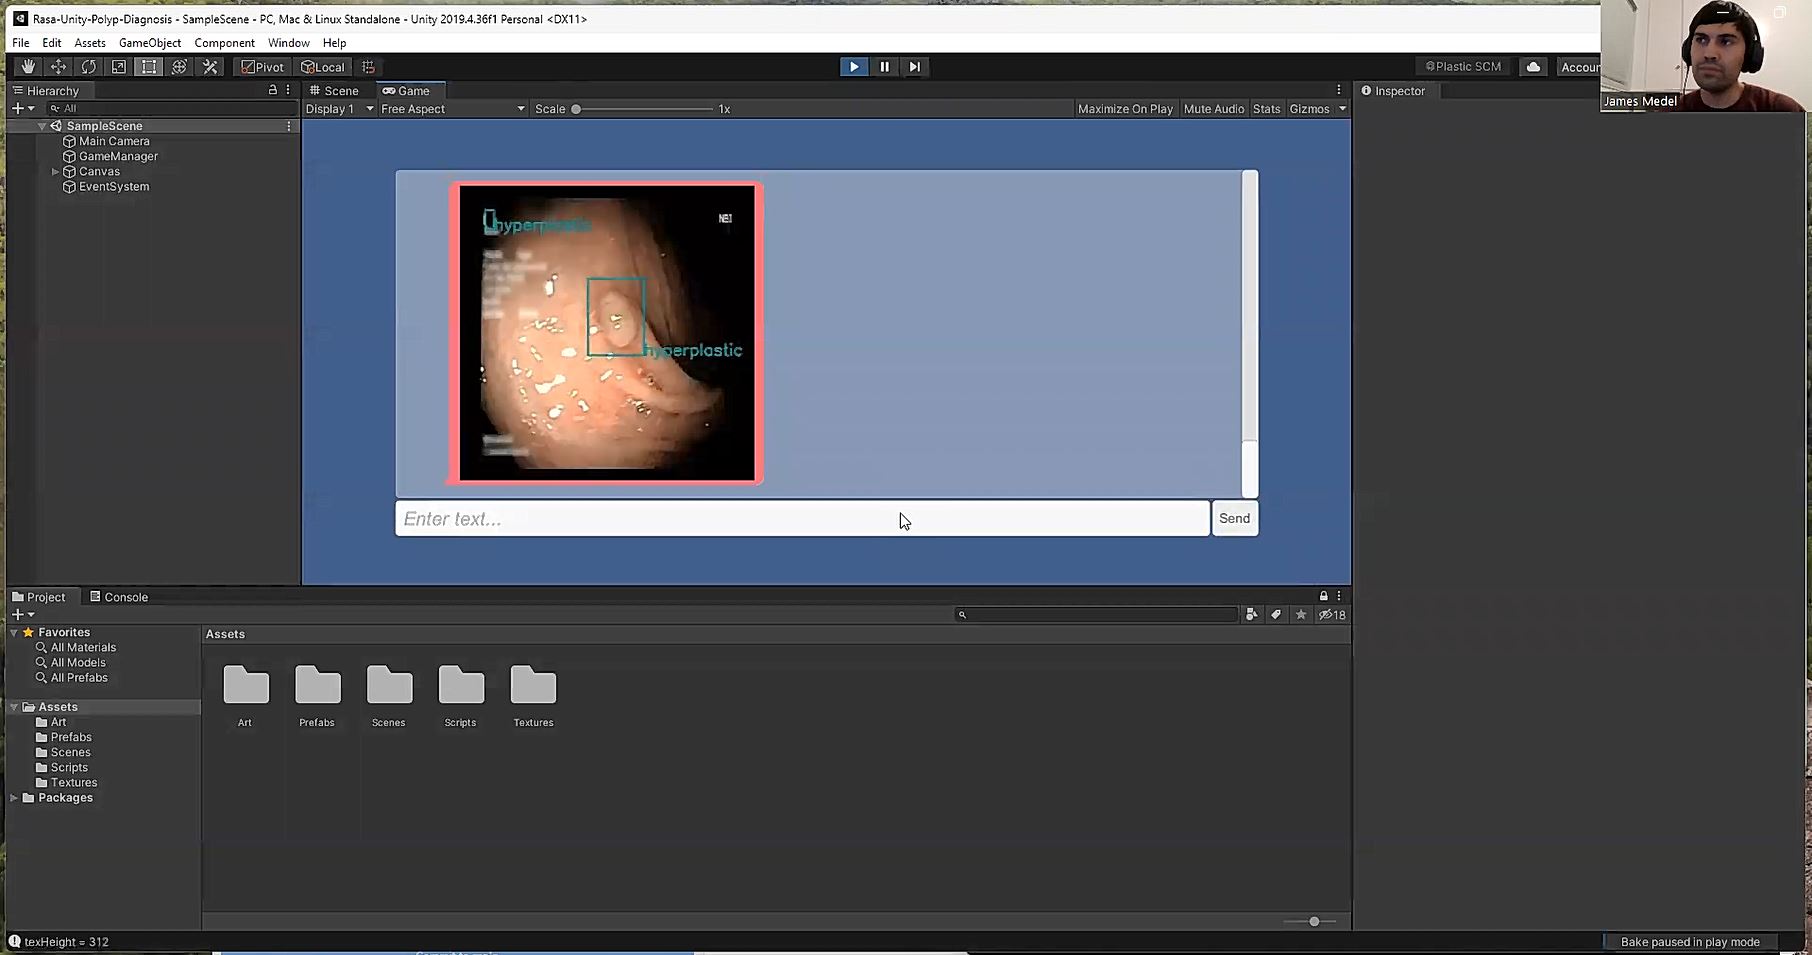 Rasa-Unity-Polyp-Diagnosis - SampleScene - PC, Mac & Linux Standalone - Unity 2019.4.36f1 Personal <DX11>
File Edit Assets GameObject Component Window Help
Pivot Local Plastic SCM Accoun
James Medel
Hierarchy
All
SampleScene
Main Camera
GameManager
Canvas
EventSystem
Scene Game
Display 1 Free Aspect Scale 1x Maximize On Play Mute Audio Stats Gizmos
Inspector
hyperplastic
NBI
hyperplastic
Enter text...
Send
Project Console
18
Favorites
All Materials
All Models
All Prefabs
Assets
Art
Prefabs
Scenes
Scripts
Textures
Packages
Assets
Art Prefabs Scenes Scripts Textures
texHeight = 312
Bake paused in play mode